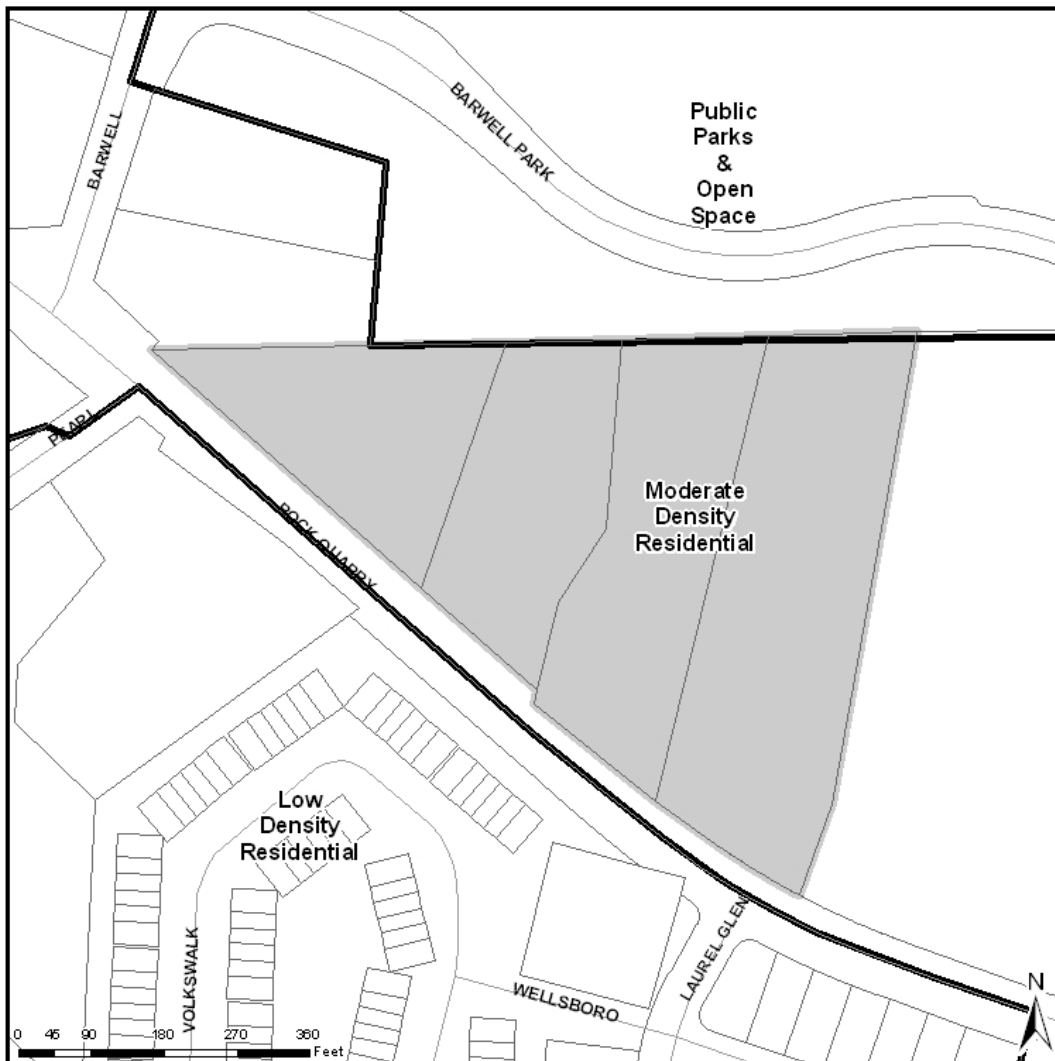 BARWELL
BARWELL PARK
Public
Parks
&
Open
Space
PEARL
ROCK QUARRY
Moderate
Density
Residential
Low
Density
Residential
VOLKSWALK
WELLSBORO
LAUREL GLEN
N
0 45 90 180 270 360
Feet